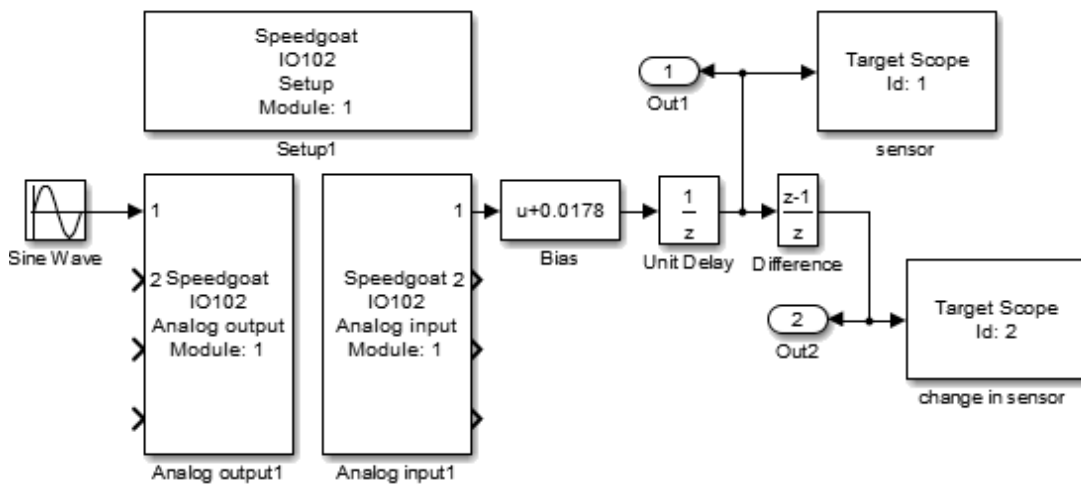 Speedgoat
IO102
Setup
Module: 1
Setup1
1
Out1
Target Scope
Id: 1
sensor
Sine Wave
1
2
Speedgoat
IO102
Analog output
Module: 1
Analog output1
1
Speedgoat
2
IO102
Analog input
Module: 1
Analog input1
u+0.0178
Bias
1
z
Unit Delay
z-1
z
Difference
2
Out2
Target Scope
Id: 2
change in sensor